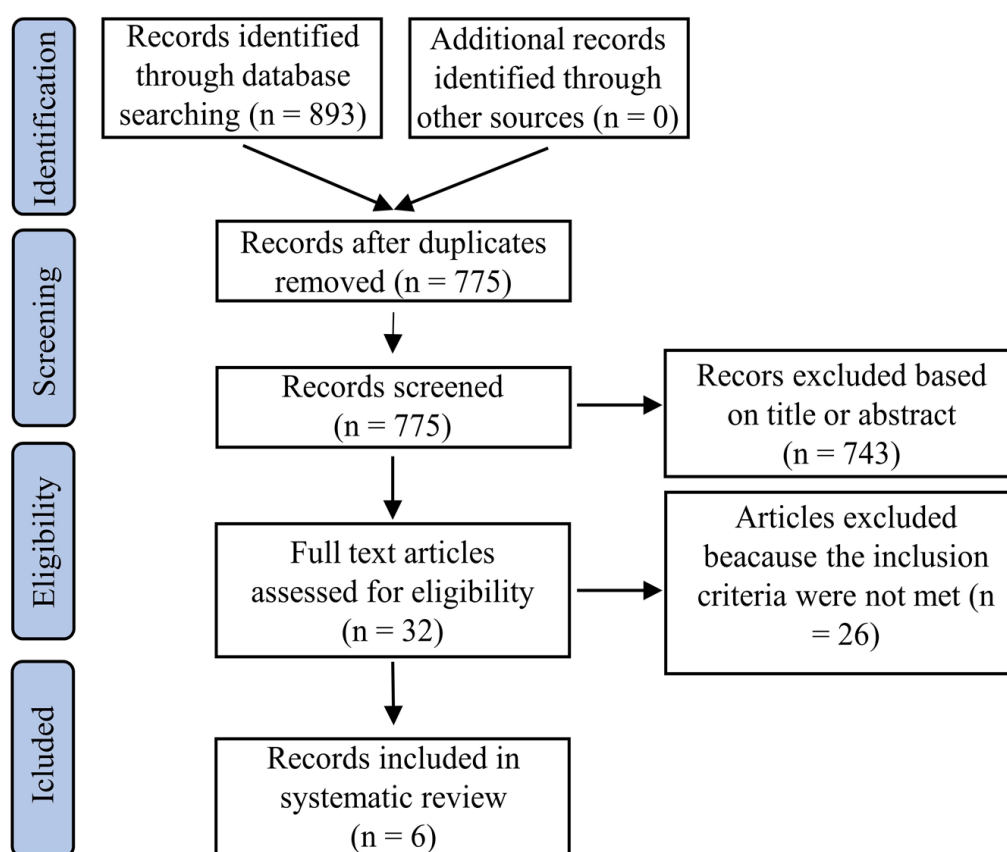 Identification
Records identified
through database
searching (n = 893)
Additional records
identified through
other sources (n = 0)
Screening
Records after duplicates
removed (n = 775)
Records screened
(n = 775)
Recors excluded based
on title or abstract
(n = 743)
Eligibility
Full text articles
assessed for eligibility
(n = 32)
Articles excluded
beacause the inclusion
criteria were not met (n
= 26)
Icluded
Records included in
systematic review
(n = 6)